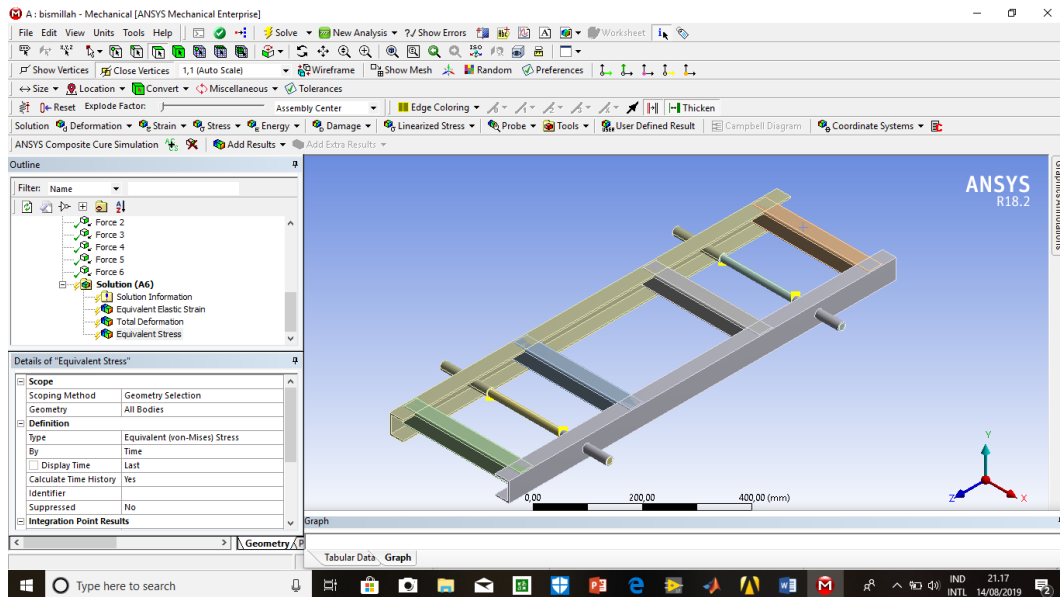 A : bismillah - Mechanical [ANSYS Mechanical Enterprise]
File Edit View Units Tools Help Solve New Analysis ?/ Show Errors Worksheet
Show Vertices Close Vertices 1,1 (Auto Scale) Wireframe Show Mesh Random Preferences
Size Location Convert Miscellaneous Tolerances
Reset Explode Factor: Assembly Center Edge Coloring Thicken
Solution Deformation Strain Stress Energy Damage Linearized Stress Probe Tools User Defined Result Campbell Diagram Coordinate Systems
ANSYS Composite Cure Simulation Add Results Add Extra Results
Outline
Filter: Name
Force 2
Force 3
Force 4
Force 5
Force 6
Solution (A6)
Solution Information
Equivalent Elastic Strain
Total Deformation
Equivalent Stress
Details of "Equivalent Stress"
Scope
Scoping Method Geometry Selection
Geometry All Bodies
Definition
Type Equivalent (von-Mises) Stress
By Time
Display Time Last
Calculate Time History Yes
Identifier
Suppressed No
Integration Point Results
Geometry
ANSYS
R18.2
0,00 200,00 400,00 (mm)
Y
Z X
Graph
Tabular Data Graph
Type here to search
IND 21.17
INTL 14/08/2019